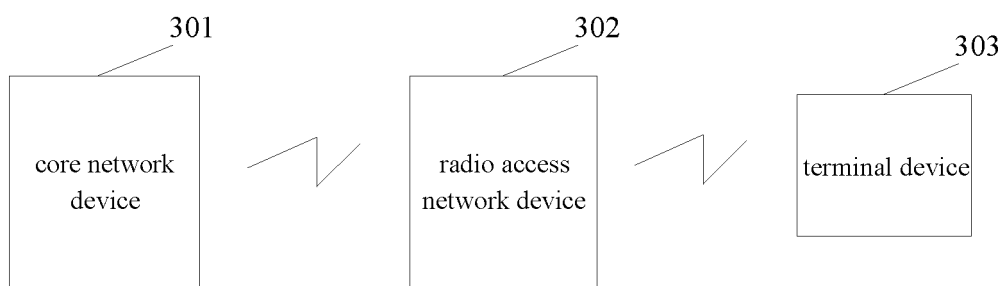 301
302
303
core network
device
radio access
network device
terminal device